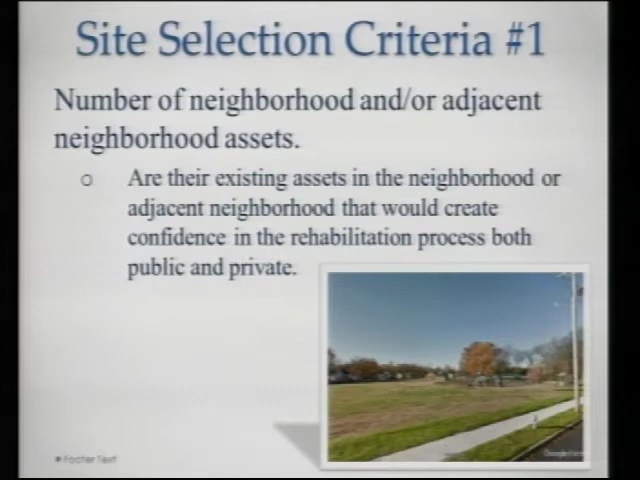 Site Selection Criteria #1
Number of neighborhood and/or adjacent
neighborhood assets.
Are their existing assets in the neighborhood or
adjacent neighborhood that would create
confidence in the rehabilitation process both
public and private.
Footer Text